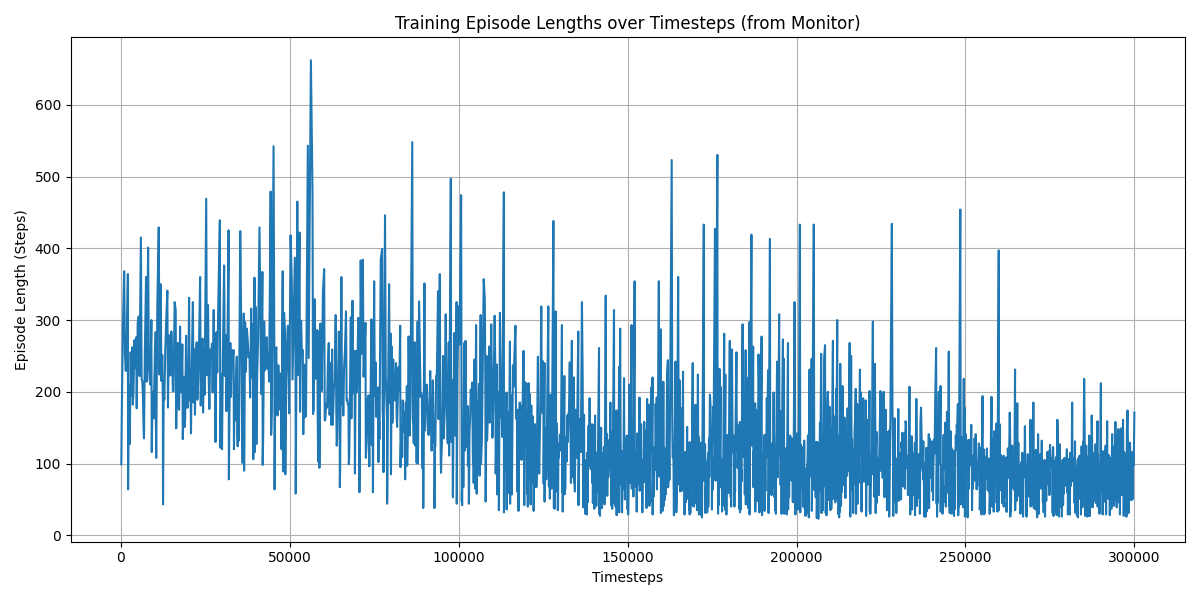 Training Episode Lengths over Timesteps (from Monitor)
Episode Length (Steps)
600
500
400
300
200
100
0
0 50000 100000 150000 200000 250000 300000
Timesteps